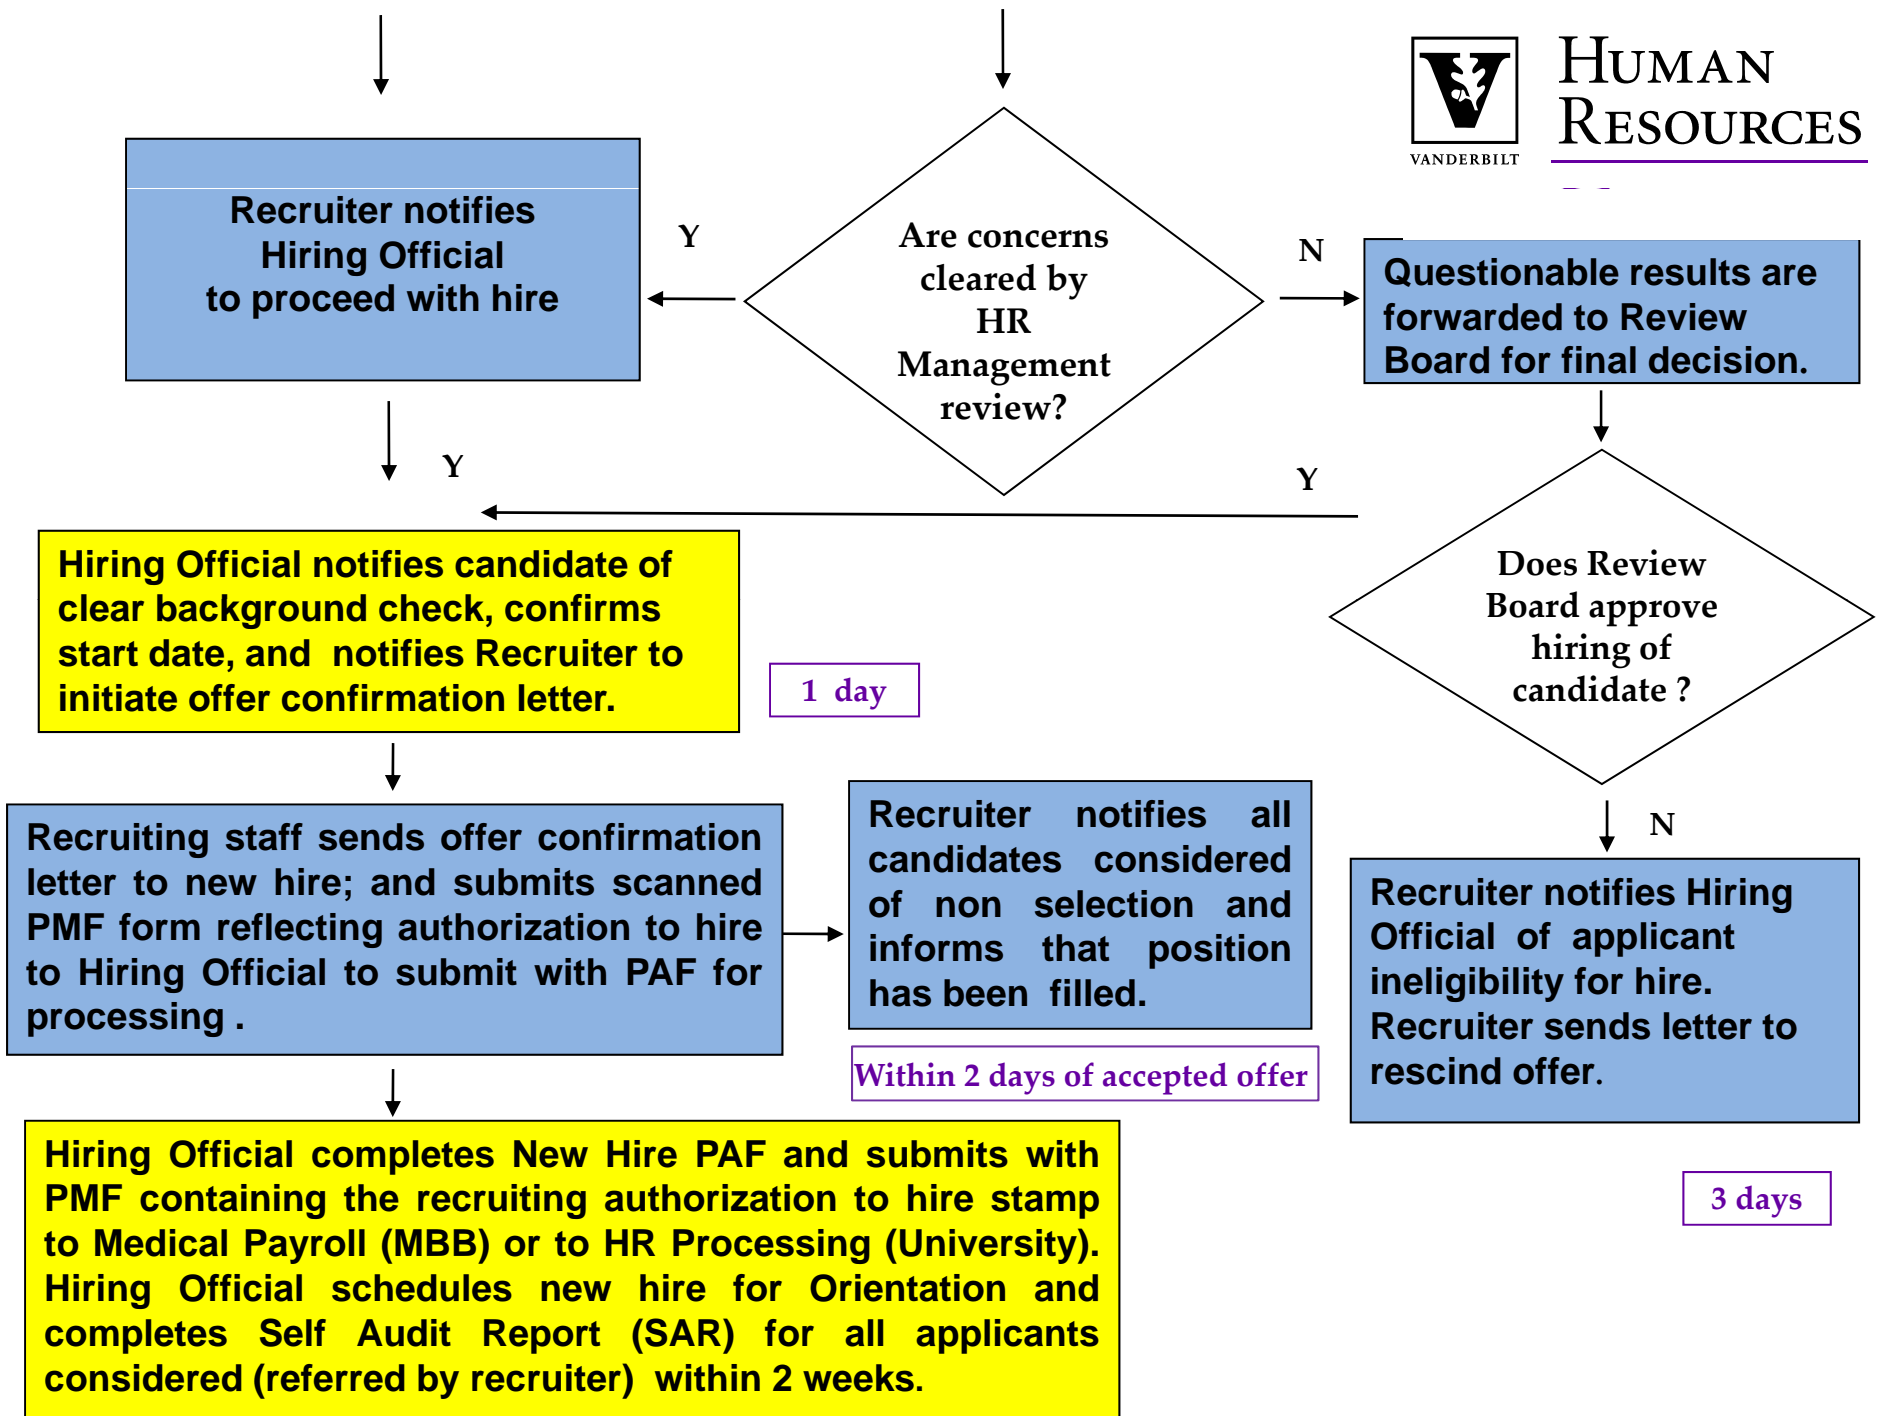 HUMAN
RESOURCES
VANDERBILT
Recruiter notifies
Hiring Official
to proceed with hire
Y
Are concerns
cleared by
HR
Management
review?
N
Questionable results are
forwarded to Review
Board for final decision.
Y
Y
Hiring Official notifies candidate of
clear background check, confirms
start date, and notifies Recruiter to
initiate offer confirmation letter.
1 day
Does Review
Board approve
hiring of
candidate ?
N
Recruiting staff sends offer confirmation
letter to new hire; and submits scanned
PMF form reflecting authorization to hire
to Hiring Official to submit with PAF for
processing .
Recruiter notifies all
candidates considered
of non selection and
informs that position
has been filled.
Within 2 days of accepted offer
Recruiter notifies Hiring
Official of applicant
ineligibility for hire.
Recruiter sends letter to
rescind offer.
3 days
Hiring Official completes New Hire PAF and submits with
PMF containing the recruiting authorization to hire stamp
to Medical Payroll (MBB) or to HR Processing (University).
Hiring Official schedules new hire for Orientation and
completes Self Audit Report (SAR) for all applicants
considered (referred by recruiter) within 2 weeks.